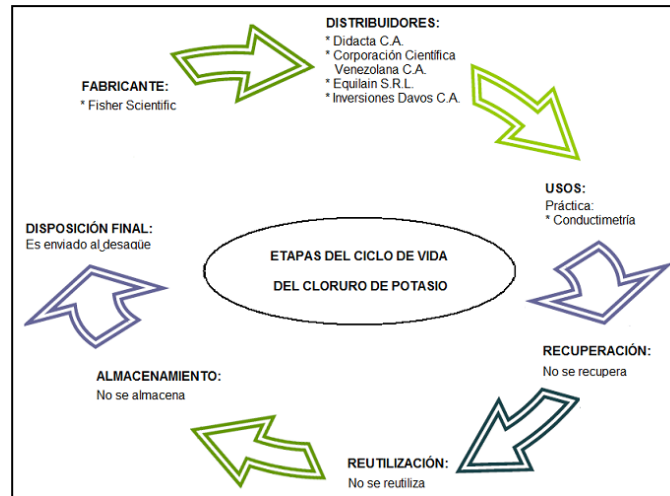 FABRICANTE:
* Fisher Scientific
DISTRIBUIDORES:
* Didacta C.A.
* Corporación Científica
Venezolana C.A.
* Equilain S.R.L.
* Inversiones Davos C.A.
USOS:
Práctica:
* Conductimetría
RECUPERACIÓN:
No se recupera
REUTILIZACIÓN:
No se reutiliza
ALMACENAMIENTO:
No se almacena
DISPOSICIÓN FINAL:
Es enviado al desagüe
ETAPAS DEL CICLO DE VIDA
DEL CLORURO DE POTASIO